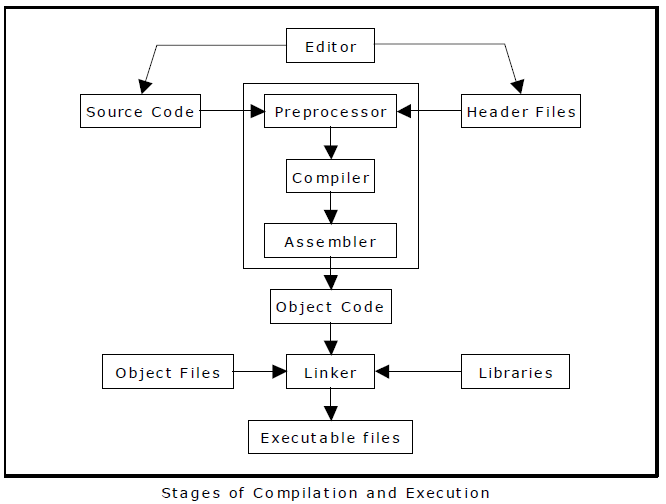 Editor
Source Code
Preprocessor
Header Files
Compiler
Assembler
Object Code
Object Files
Linker
Libraries
Executable files
Stages of Compilation and Execution